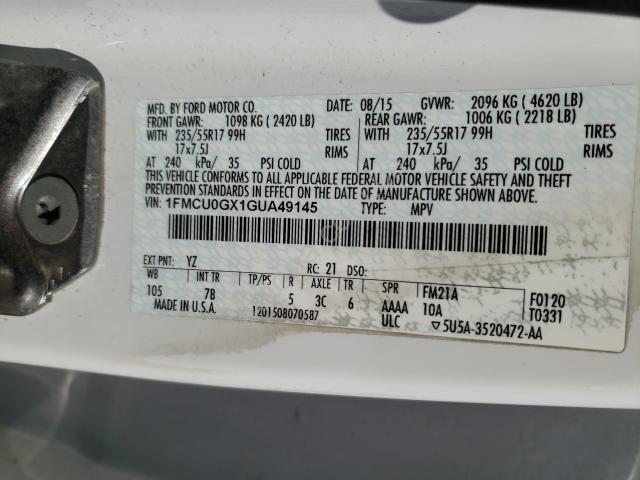 MFD. BY FORD MOTOR CO. DATE: 08/15 GVWR: 2096 KG ( 4620 LB)
FRONT GAWR: 1098 KG ( 2420 LB) REAR GAWR: 1006 KG ( 2218 LB)
WITH 235/55R17 99H TIRES WITH 235/55R17 99H TIRES
17x7.5J RIMS 17x7.5J RIMS
AT 240 kPa/ 35 PSI COLD AT 240 kPa/ 35 PSI COLD
THIS VEHICLE CONFORMS TO ALL APPLICABLE FEDERAL MOTOR VEHICLE SAFETY AND THEFT
PREVENTION STANDARDS IN EFFECT ON THE DATE OF MANUFACTURE SHOWN ABOVE.
VIN: 1FMCU0GX1GUA49145 TYPE: MPV
EXT PNT: YZ RC: 21 DSO:
WB INT TR TP/PS R AXLE TR SPR FM21A F0120
105 7B 5 3C 6 AAAA 10A T0331
MADE IN U.S.A. 1201508070587 ULC ▽5U5A-3520472-AA